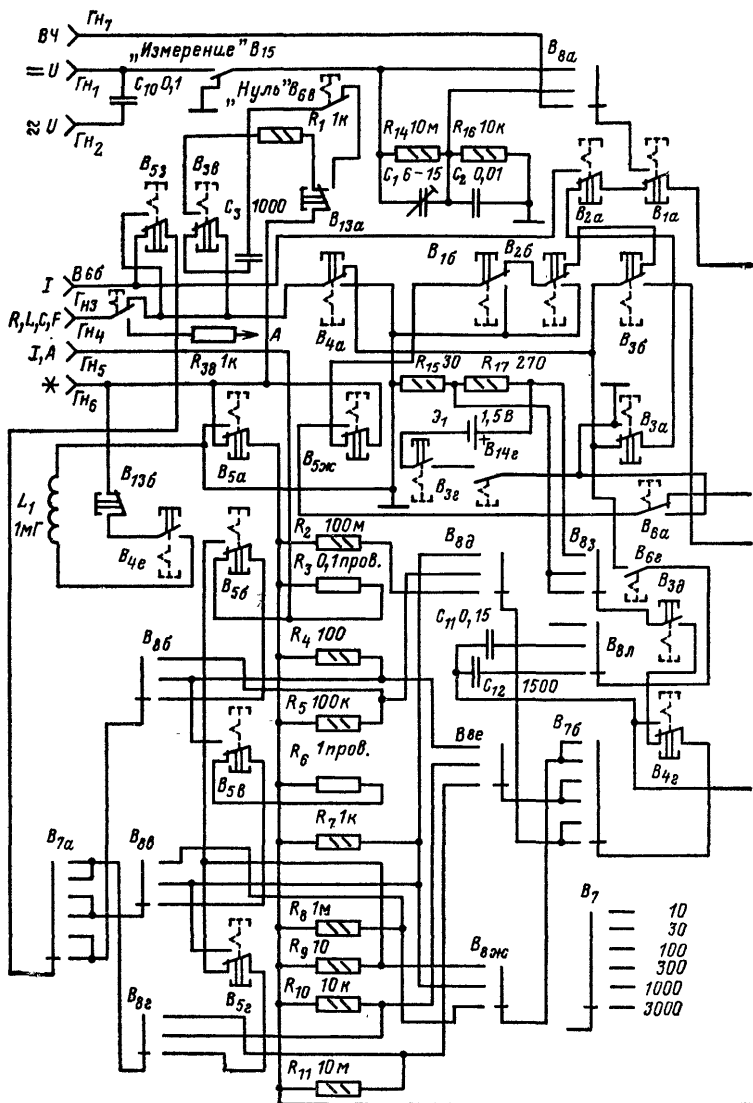 ВЧ
Гн7
„Измерение" В15
В8а
= U
Гн1
С10 0,1
„Нуль" В6в
R1 1к
≈ U
Гн2
R14 10м
R16 10к
С1 6-15
С2 0,01
В5з
В3в
С3 1000
В13а
В2а
В1а
В1б
В2б
I
В6б
Гн3
R,L,C,F
Гн4
А
В4а
В3б
I,A
Гн5
R38 1к
R15 30
R17 270
*
Гн6
Э1
1,5В
+
В14г
В3а
В5а
В5ж
В3г
В6а
L1
1мГ
В13б
В4е
R2 100м
В8д
В8з
В6г
В3д
R3 0,1пров.
В5б
С11 0,15
В8л
R4 100
С12 1500
В8б
R5 100к
В8е
В7б
R6 1пров.
В4г
В5в
R7 1к
В7а
В8в
В7
10
30
100
300
1000
3000
R8 1м
R9 10
В8ж
R10 10к
В5г
В8г
R11 10м